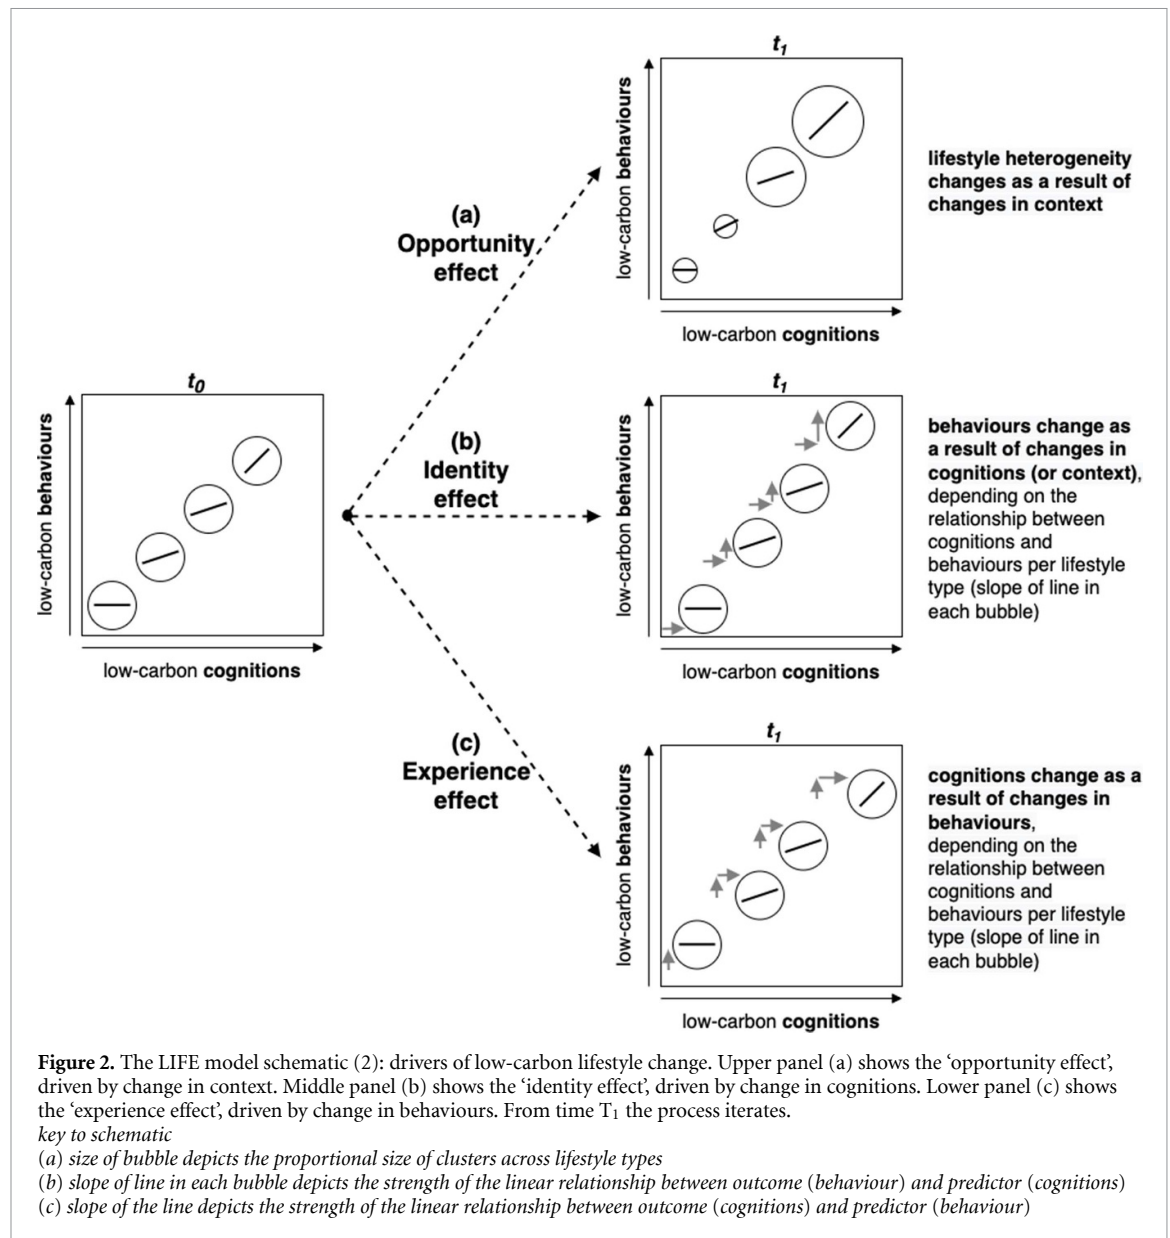 t1
low-carbon behaviours
low-carbon cognitions
lifestyle heterogeneity
changes as a result of
changes in context
(a)
Opportunity
effect
t0
low-carbon behaviours
low-carbon cognitions
(b)
Identity
effect
t1
low-carbon behaviours
low-carbon cognitions
behaviours change as
a result of changes in
cognitions (or context),
depending on the
relationship between
cognitions and
behaviours per lifestyle
type (slope of line in
each bubble)
(c)
Experience
effect
t1
low-carbon behaviours
low-carbon cognitions
cognitions change as a
result of changes in
behaviours,
depending on the
relationship between
cognitions and
behaviours per lifestyle
type (slope of line in
each bubble)
Figure 2. The LIFE model schematic (2): drivers of low-carbon lifestyle change. Upper panel (a) shows the ‘opportunity effect’,
driven by change in context. Middle panel (b) shows the ‘identity effect’, driven by change in cognitions. Lower panel (c) shows
the ‘experience effect’, driven by change in behaviours. From time T1 the process iterates.
key to schematic
(a) size of bubble depicts the proportional size of clusters across lifestyle types
(b) slope of line in each bubble depicts the strength of the linear relationship between outcome (behaviour) and predictor (cognitions)
(c) slope of the line depicts the strength of the linear relationship between outcome (cognitions) and predictor (behaviour)